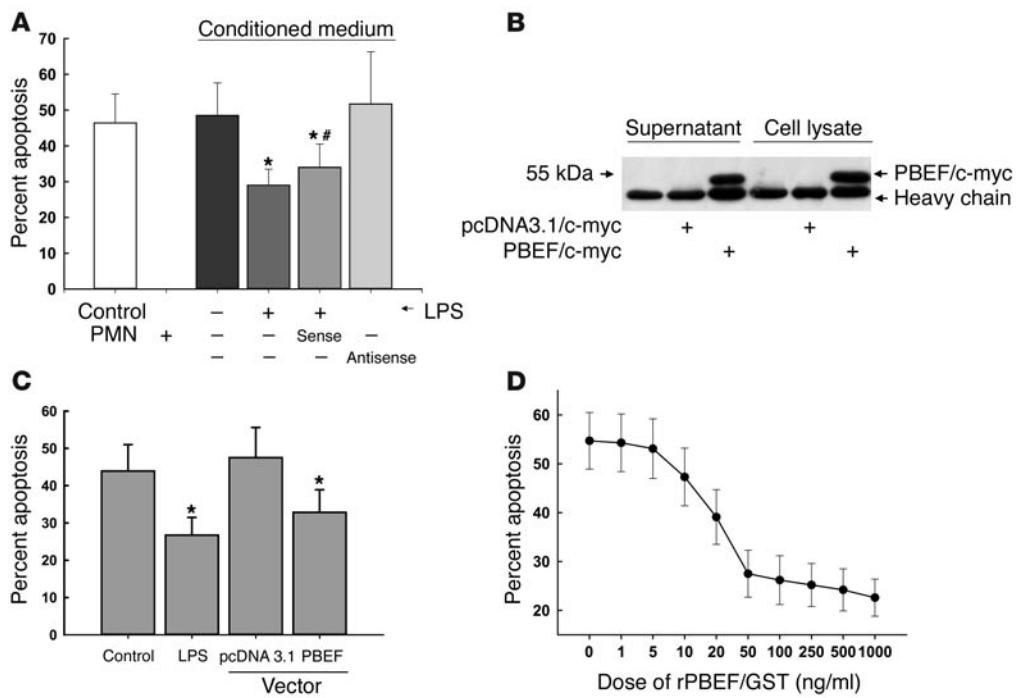 A
Conditioned medium
70
60
50
40
30
20
10
0
Percent apoptosis
*
* #
Control − + + ← LPS
PMN + − − Sense −
− − − Antisense
B
Supernatant Cell lysate
55 kDa → ← PBEF/c-myc
← Heavy chain
pcDNA3.1/c-myc + +
PBEF/c-myc + +
C
60
50
40
30
20
10
0
Percent apoptosis
*
*
Control LPS pcDNA 3.1 PBEF
Vector
D
60
50
40
30
20
Percent apoptosis
0 1 5 10 20 50 100 250 500 1000
Dose of rPBEF/GST (ng/ml)